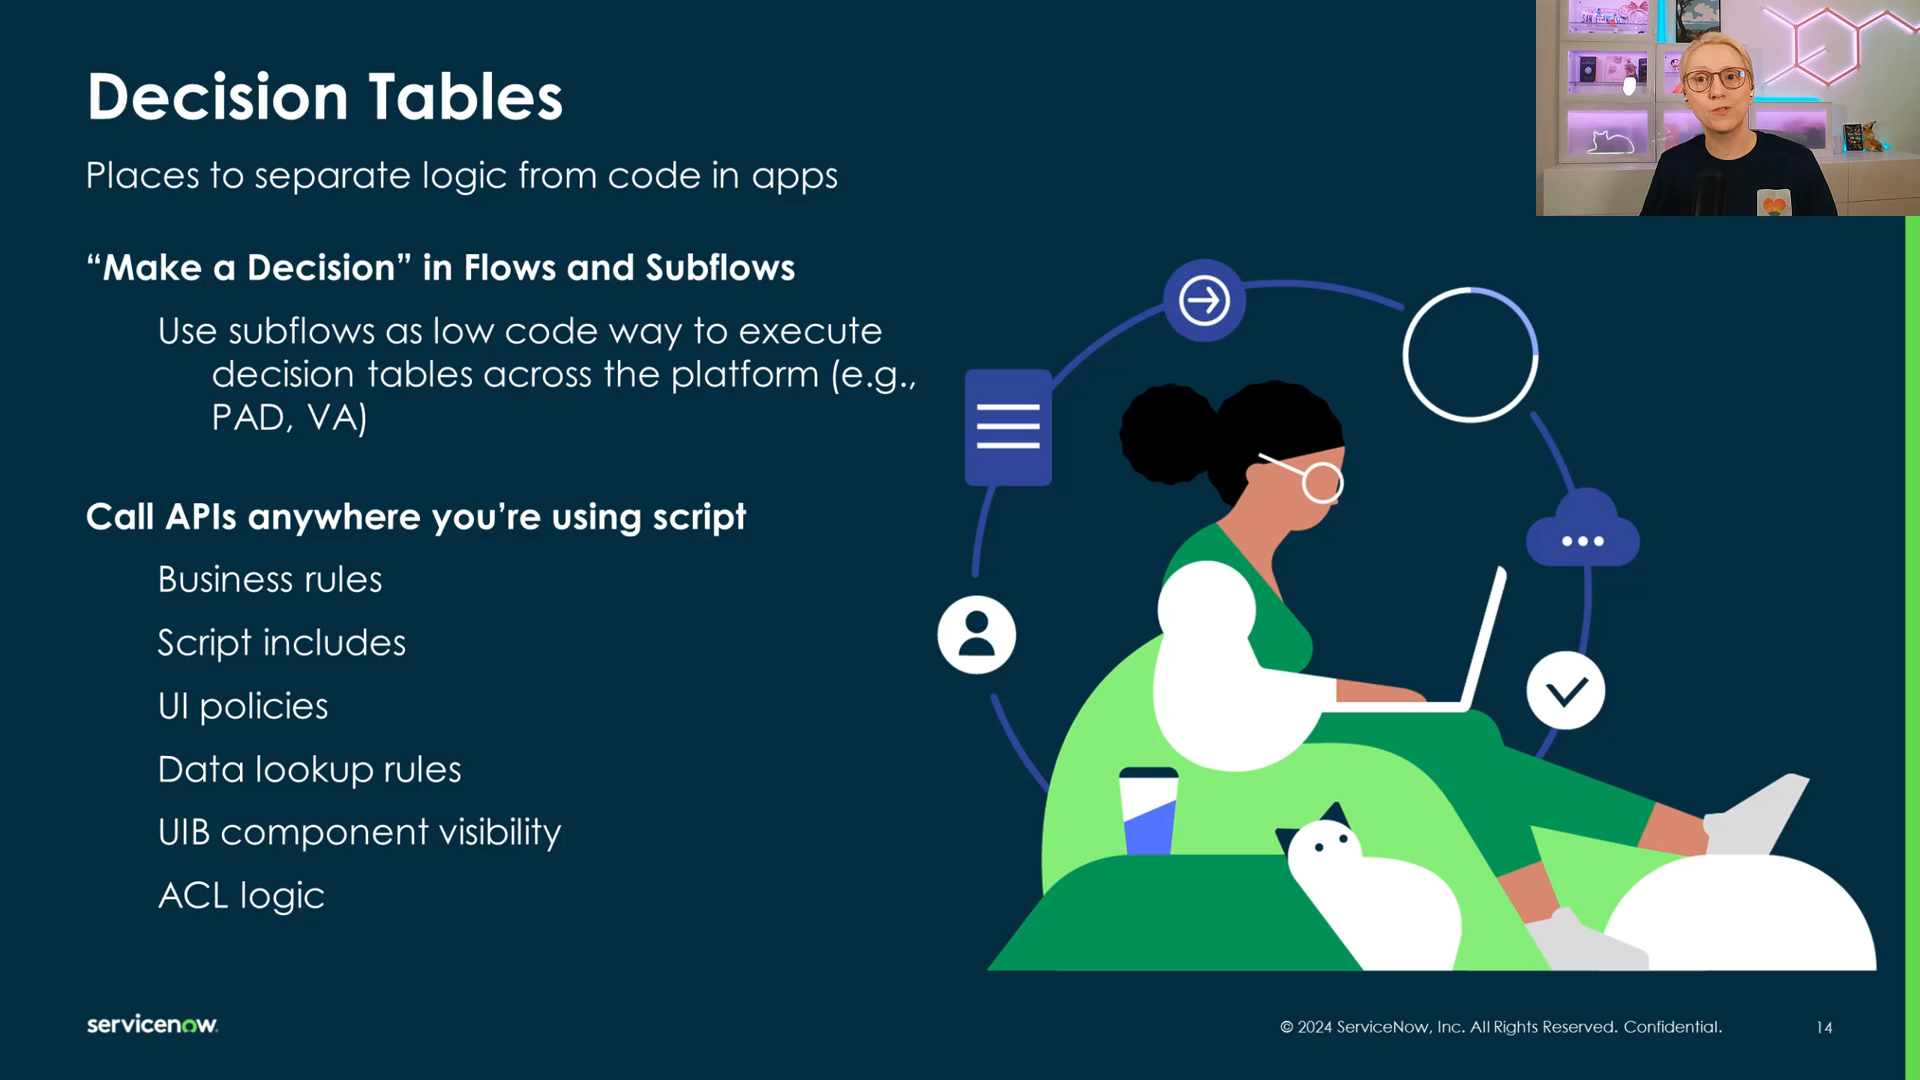 Decision Tables
Places to separate logic from code in apps
“Make a Decision” in Flows and Subflows
Use subflows as low code way to execute
decision tables across the platform (e.g.,
PAD, VA)
Call APIs anywhere you’re using script
Business rules
Script includes
UI policies
Data lookup rules
UIB component visibility
ACL logic
servicenow.
© 2024 ServiceNow, Inc. All Rights Reserved. Confidential.
14